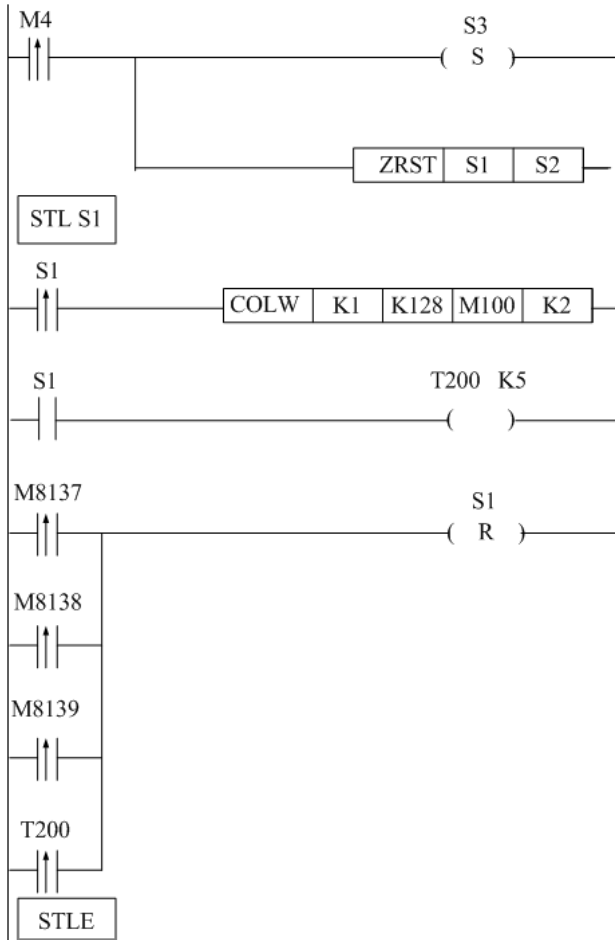 M4
S3
( S )
ZRST S1 S2
STL S1
S1
COLW K1 K128 M100 K2
S1
T200 K5
( )
M8137
S1
( R )
M8138
M8139
T200
STLE